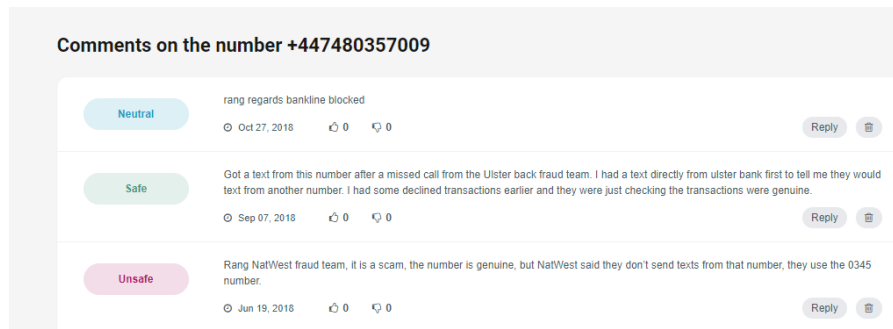 Comments on the number +447480357009
Neutral
rang regards bankline blocked
Oct 27, 2018 0 0
Reply
Safe
Got a text from this number after a missed call from the Ulster back fraud team. I had a text directly from ulster bank first to tell me they would
text from another number. I had some declined transactions earlier and they were just checking the transactions were genuine.
Sep 07, 2018 0 0
Reply
Unsafe
Rang NatWest fraud team, it is a scam, the number is genuine, but NatWest said they don't send texts from that number, they use the 0345
number.
Jun 19, 2018 0 0
Reply